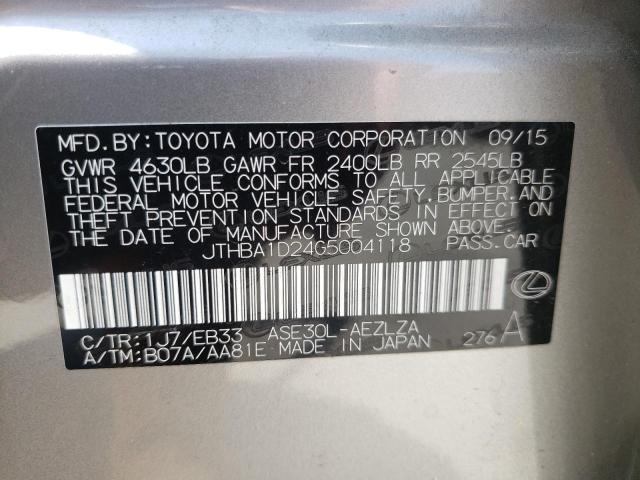 MFD. BY: TOYOTA MOTOR CORPORATION 09/15
GVWR 4630LB GAWR FR 2400LB RR 2545LB
THIS VEHICLE CONFORMS TO ALL APPLICABLE
FEDERAL MOTOR VEHICLE SAFETY, BUMPER, AND
THEFT PREVENTION STANDARDS IN EFFECT ON
THE DATE OF MANUFACTURE SHOWN ABOVE.
JTHBA1D24G5004118 PASS. CAR
C/TR: 1J7/EB33 ASE30L-AEZLZA
A/TM: B07A/AA81E MADE IN JAPAN 276 A